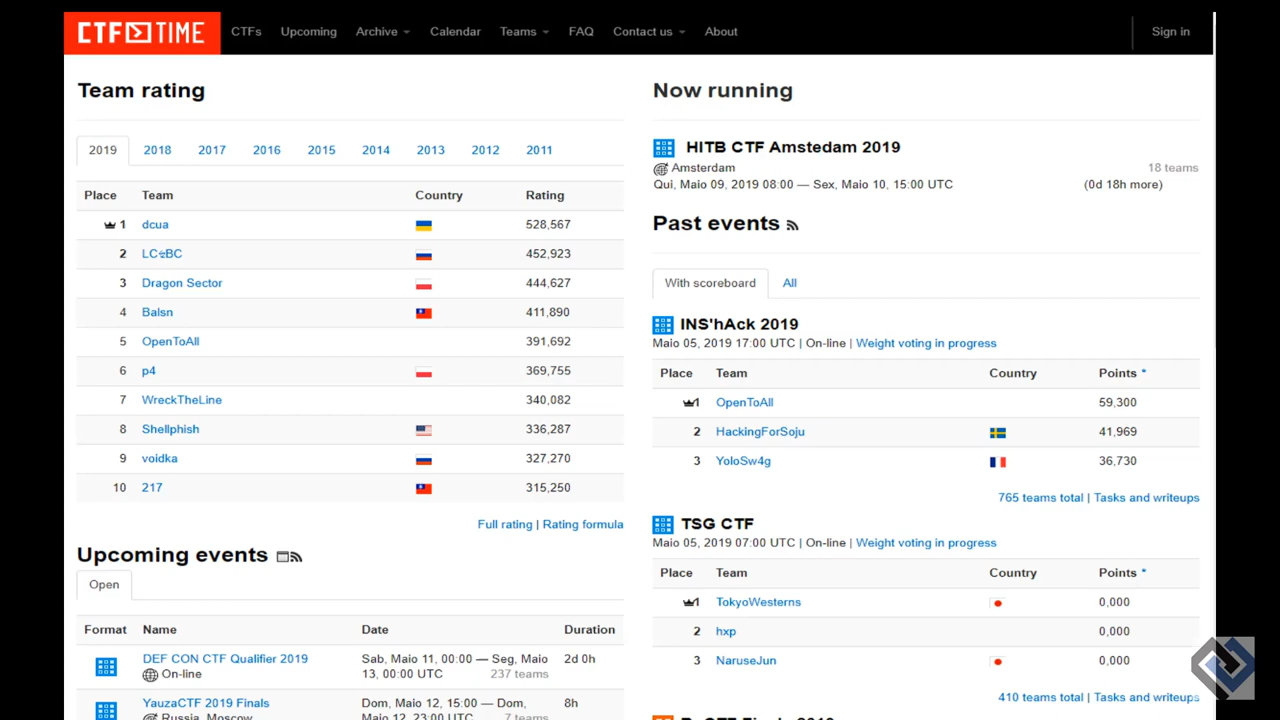 CTF TIME CTFs Upcoming Archive Calendar Teams FAQ Contact us About Sign in
Team rating
2019 2018 2017 2016 2015 2014 2013 2012 2011
Place Team Country Rating
1 dcua 528,567
2 LC↯BC 452,923
3 Dragon Sector 444,627
4 Balsn 411,890
5 OpenToAll 391,692
6 p4 369,755
7 WreckTheLine 340,082
8 Shellphish 336,287
9 voidka 327,270
10 217 315,250
Full rating | Rating formula
Upcoming events
Open
Format Name Date Duration
DEF CON CTF Qualifier 2019 Sab, Maio 11, 00:00 — Seg, Maio 2d 0h
On-line 13, 00:00 UTC 237 teams
YauzaCTF 2019 Finals Dom, Maio 12, 15:00 — Dom, 8h
Russia, Moscow Maio 12, 23:00 UTC 7 teams
Now running
HITB CTF Amstedam 2019
Amsterdam 18 teams
Qui, Maio 09, 2019 08:00 — Sex, Maio 10, 15:00 UTC (0d 18h more)
Past events
With scoreboard All
INS'hAck 2019
Maio 05, 2019 17:00 UTC | On-line | Weight voting in progress
Place Team Country Points *
1 OpenToAll 59,300
2 HackingForSoju 41,969
3 YoloSw4g 36,730
765 teams total | Tasks and writeups
TSG CTF
Maio 05, 2019 07:00 UTC | On-line | Weight voting in progress
Place Team Country Points *
1 TokyoWesterns 0,000
2 hxp 0,000
3 NaruseJun 0,000
410 teams total | Tasks and writeups